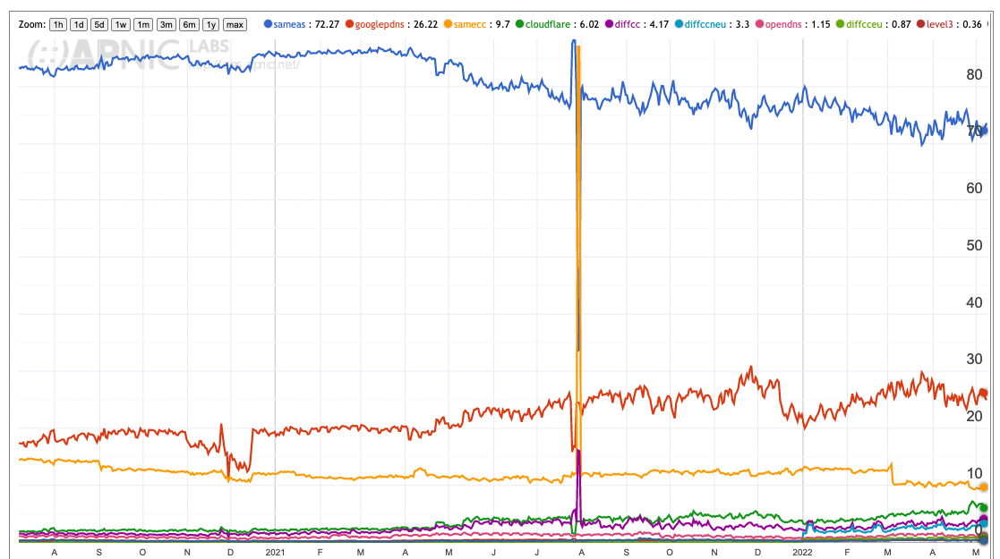 Zoom: 1h 1d 5d 1w 1m 3m 6m 1y max sameas : 72.27 googlepdns : 26.22 samecc : 9.7 cloudflare : 6.02 diffcc : 4.17 diffccneu : 3.3 opendns : 1.15 diffcceu : 0.87 level3 : 0.36
(::) APNIC LABS
apnic.net/
80
70
60
50
40
30
20
10
0
A S O N D 2021 F M A M J J A S O N D 2022 F M A M